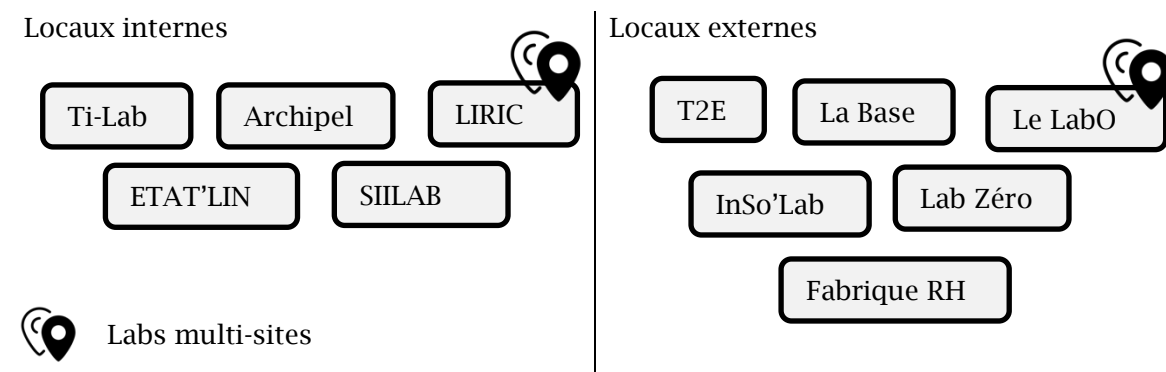 Locaux internes
Ti-Lab
Archipel
LIRIC
ETAT’LIN
SIILAB
Labs multi-sites
Locaux externes
T2E
La Base
Le LabO
InSo’Lab
Lab Zéro
Fabrique RH